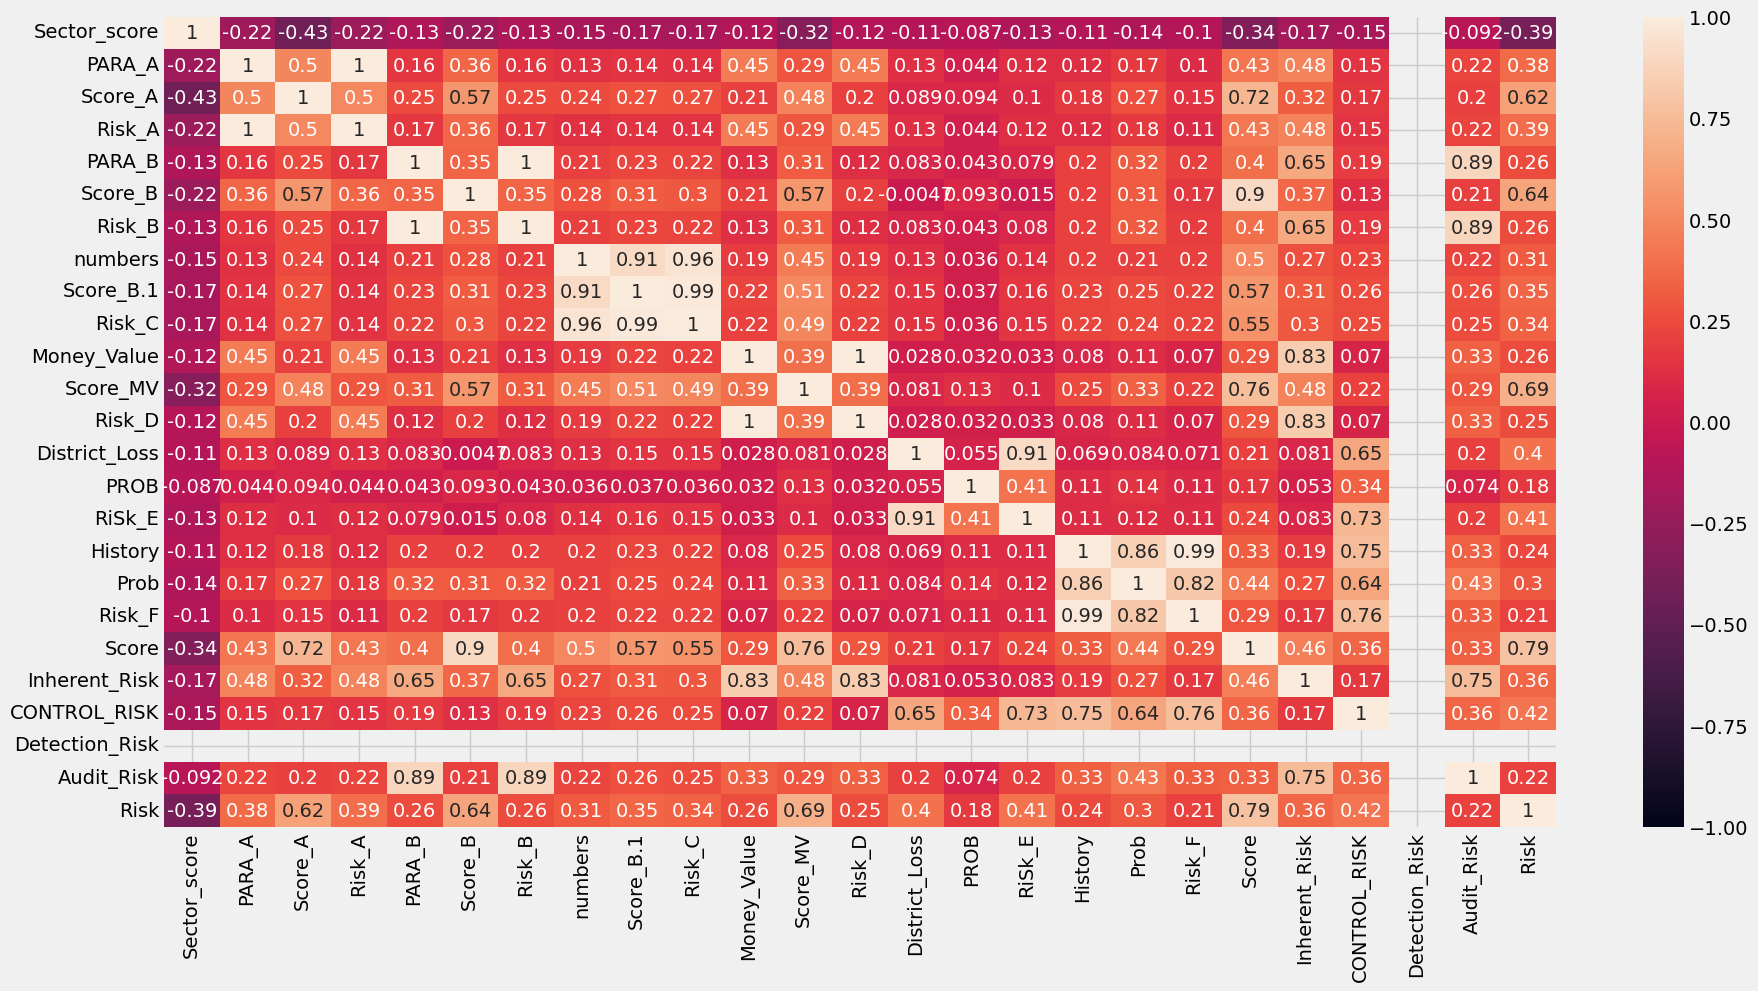 Sector_score 1 -0.22 -0.43 -0.22 -0.13 -0.22 -0.13 -0.15 -0.17 -0.17 -0.12 -0.32 -0.12 -0.11 -0.087 -0.13 -0.11 -0.14 -0.1 -0.34 -0.17 -0.15 -0.092 -0.39 1.00
PARA_A -0.22 1 0.5 1 0.16 0.36 0.16 0.13 0.14 0.14 0.45 0.29 0.45 0.13 0.044 0.12 0.12 0.17 0.1 0.43 0.48 0.15 0.22 0.38
Score_A -0.43 0.5 1 0.5 0.25 0.57 0.25 0.24 0.27 0.27 0.21 0.48 0.2 0.089 0.094 0.1 0.18 0.27 0.15 0.72 0.32 0.17 0.2 0.62
0.75
Risk_A -0.22 1 0.5 1 0.17 0.36 0.17 0.14 0.14 0.14 0.45 0.29 0.45 0.13 0.044 0.12 0.12 0.18 0.11 0.43 0.48 0.15 0.22 0.39
PARA_B -0.13 0.16 0.25 0.17 1 0.35 1 0.21 0.23 0.22 0.13 0.31 0.12 0.083 0.043 0.079 0.2 0.32 0.2 0.4 0.65 0.19 0.89 0.26
Score_B -0.22 0.36 0.57 0.36 0.35 1 0.35 0.28 0.31 0.3 0.21 0.57 0.2 -0.0047 0.093 0.015 0.2 0.31 0.17 0.9 0.37 0.13 0.21 0.64
Risk_B -0.13 0.16 0.25 0.17 1 0.35 1 0.21 0.23 0.22 0.13 0.31 0.12 0.083 0.043 0.08 0.2 0.32 0.2 0.4 0.65 0.19 0.89 0.26 0.50
numbers -0.15 0.13 0.24 0.14 0.21 0.28 0.21 1 0.91 0.96 0.19 0.45 0.19 0.13 0.036 0.14 0.2 0.21 0.2 0.5 0.27 0.23 0.22 0.31
Score_B.1 -0.17 0.14 0.27 0.14 0.23 0.31 0.23 0.91 1 0.99 0.22 0.51 0.22 0.15 0.037 0.16 0.23 0.25 0.22 0.57 0.31 0.26 0.26 0.35
Risk_C -0.17 0.14 0.27 0.14 0.22 0.3 0.22 0.96 0.99 1 0.22 0.49 0.22 0.15 0.036 0.15 0.22 0.24 0.22 0.55 0.3 0.25 0.25 0.34 0.25
Money_Value -0.12 0.45 0.21 0.45 0.13 0.21 0.13 0.19 0.22 0.22 1 0.39 1 0.028 0.032 0.033 0.08 0.11 0.07 0.29 0.83 0.07 0.33 0.26
Score_MV -0.32 0.29 0.48 0.29 0.31 0.57 0.31 0.45 0.51 0.49 0.39 1 0.39 0.081 0.13 0.1 0.25 0.33 0.22 0.76 0.48 0.22 0.29 0.69
Risk_D -0.12 0.45 0.2 0.45 0.12 0.2 0.12 0.19 0.22 0.22 1 0.39 1 0.028 0.032 0.033 0.08 0.11 0.07 0.29 0.83 0.07 0.33 0.25 0.00
District_Loss -0.11 0.13 0.089 0.13 0.083 -0.0047 0.083 0.13 0.15 0.15 0.028 0.081 0.028 1 0.055 0.91 0.069 0.084 0.071 0.21 0.081 0.65 0.2 0.4
PROB -0.087 0.044 0.094 0.044 0.043 0.093 0.043 0.036 0.037 0.036 0.032 0.13 0.032 0.055 1 0.41 0.11 0.14 0.11 0.17 0.053 0.34 0.074 0.18
RiSk_E -0.13 0.12 0.1 0.12 0.079 0.015 0.08 0.14 0.16 0.15 0.033 0.1 0.033 0.91 0.41 1 0.11 0.12 0.11 0.24 0.083 0.73 0.2 0.41 −0.25
History -0.11 0.12 0.18 0.12 0.2 0.2 0.2 0.2 0.23 0.22 0.08 0.25 0.08 0.069 0.11 0.11 1 0.86 0.99 0.33 0.19 0.75 0.33 0.24
Prob -0.14 0.17 0.27 0.18 0.32 0.31 0.32 0.21 0.25 0.24 0.11 0.33 0.11 0.084 0.14 0.12 0.86 1 0.82 0.44 0.27 0.64 0.43 0.3
Risk_F -0.1 0.1 0.15 0.11 0.2 0.17 0.2 0.2 0.22 0.22 0.07 0.22 0.07 0.071 0.11 0.11 0.99 0.82 1 0.29 0.17 0.76 0.33 0.21
−0.50
Score -0.34 0.43 0.72 0.43 0.4 0.9 0.4 0.5 0.57 0.55 0.29 0.76 0.29 0.21 0.17 0.24 0.33 0.44 0.29 1 0.46 0.36 0.33 0.79
Inherent_Risk -0.17 0.48 0.32 0.48 0.65 0.37 0.65 0.27 0.31 0.3 0.83 0.48 0.83 0.081 0.053 0.083 0.19 0.27 0.17 0.46 1 0.17 0.75 0.36
CONTROL_RISK -0.15 0.15 0.17 0.15 0.19 0.13 0.19 0.23 0.26 0.25 0.07 0.22 0.07 0.65 0.34 0.73 0.75 0.64 0.76 0.36 0.17 1 0.36 0.42
−0.75
Detection_Risk
Audit_Risk -0.092 0.22 0.2 0.22 0.89 0.21 0.89 0.22 0.26 0.25 0.33 0.29 0.33 0.2 0.074 0.2 0.33 0.43 0.33 0.33 0.75 0.36 1 0.22
Risk -0.39 0.38 0.62 0.39 0.26 0.64 0.26 0.31 0.35 0.34 0.26 0.69 0.25 0.4 0.18 0.41 0.24 0.3 0.21 0.79 0.36 0.42 0.22 1
−1.00
Sector_score
PARA_A
Score_A
Risk_A
PARA_B
Score_B
Risk_B
numbers
Score_B.1
Risk_C
Money_Value
Score_MV
Risk_D
District_Loss
PROB
RiSk_E
History
Prob
Risk_F
Score
Inherent_Risk
CONTROL_RISK
Detection_Risk
Audit_Risk
Risk